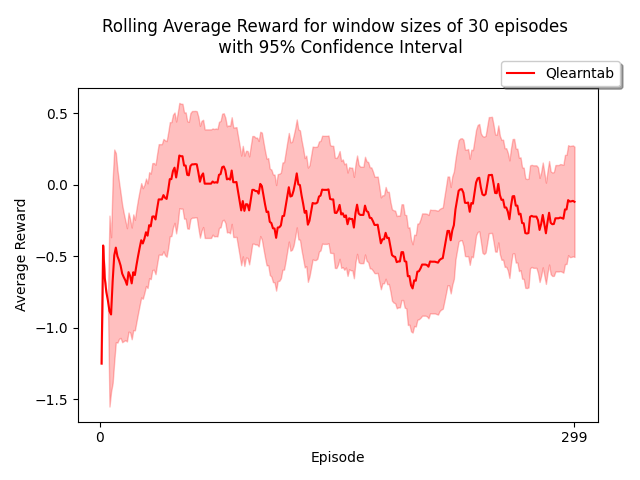 Rolling Average Reward for window sizes of 30 episodes
with 95% Confidence Interval
Qlearntab
Average Reward
0.5
0.0
−0.5
−1.0
−1.5
0
299
Episode